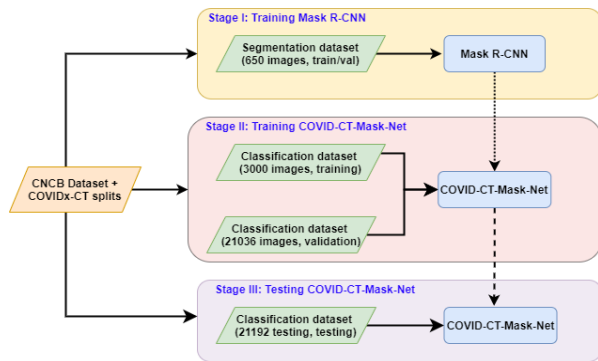 Stage I: Training Mask R-CNN
Segmentation dataset
(650 images, train/val)
Mask R-CNN
Stage II: Training COVID-CT-Mask-Net
Classification dataset
(3000 images, training)
CNCB Dataset +
COVIDx-CT splits
COVID-CT-Mask-Net
Classification dataset
(21036 images, validation)
Stage III: Testing COVID-CT-Mask-Net
Classification dataset
(21192 testing, testing)
COVID-CT-Mask-Net